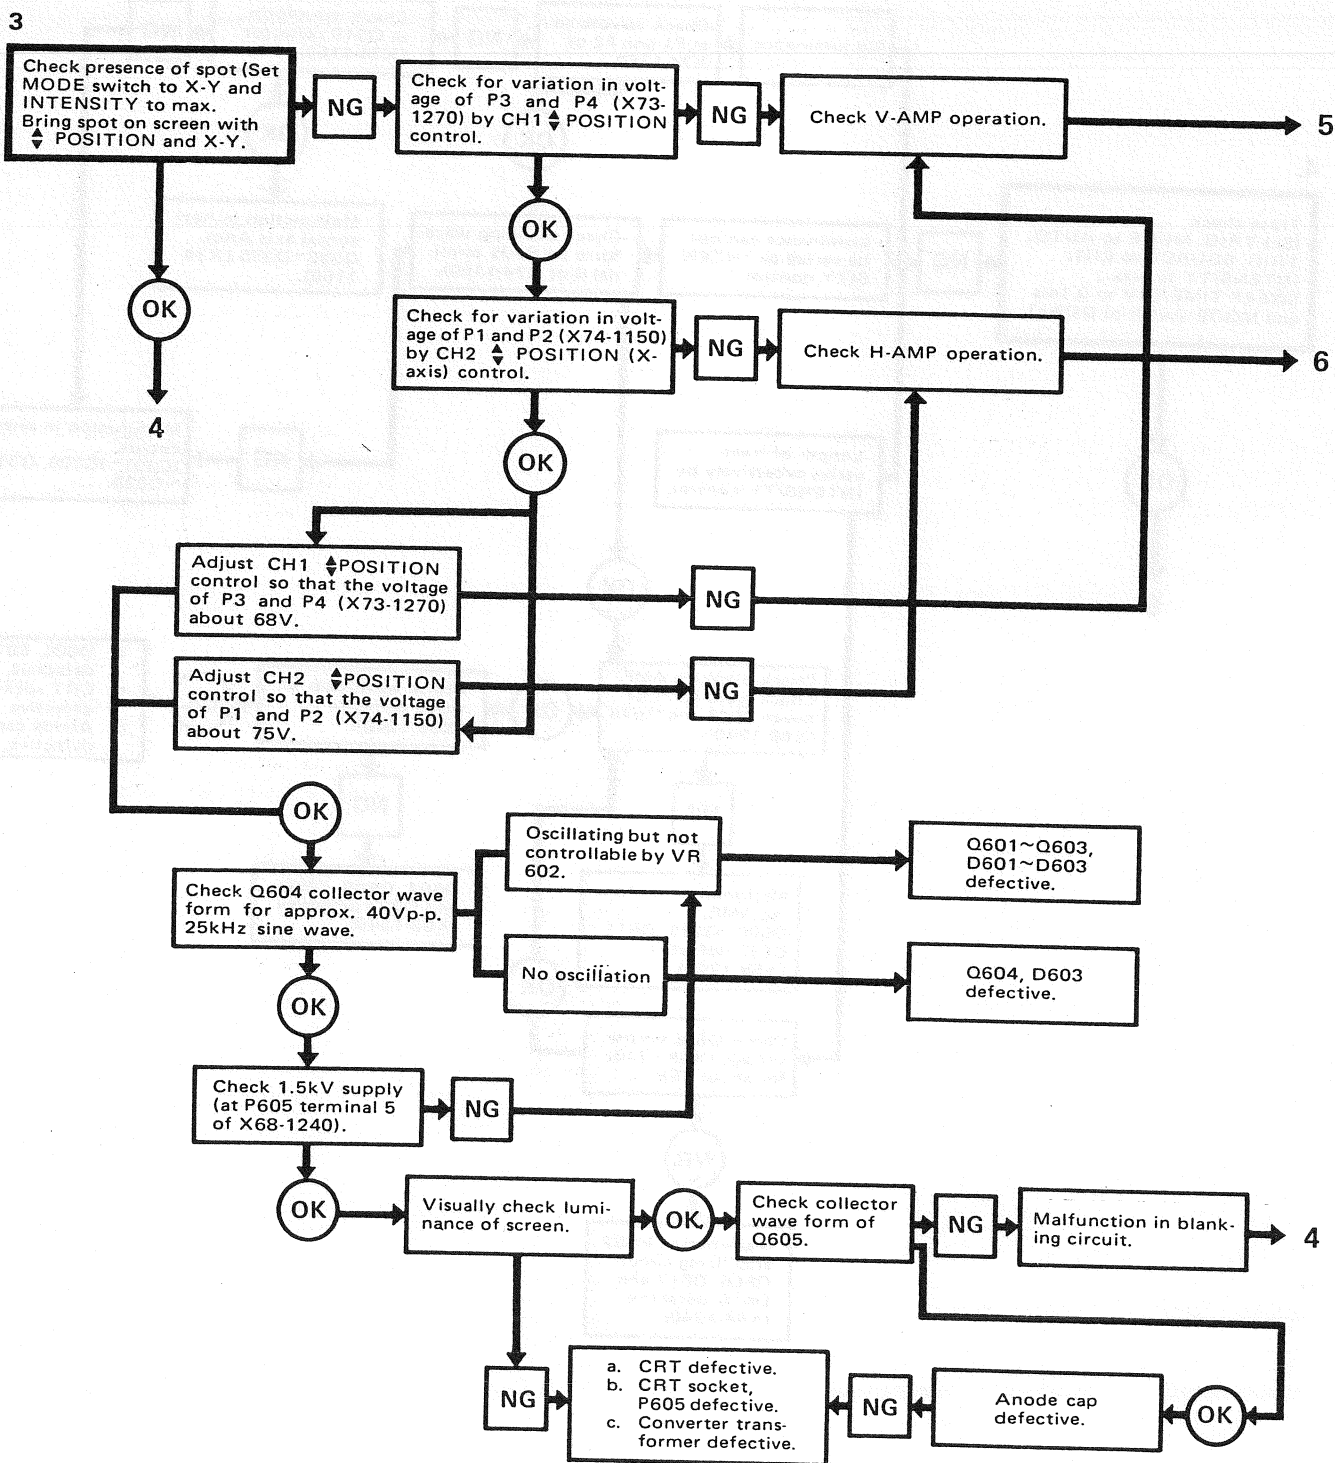 3
Check presence of spot (Set
MODE switch to X-Y and
INTENSITY to max.
Bring spot on screen with
POSITION and X-Y.
NG
Check for variation in volt-
age of P3 and P4 (X73-
1270) by CH1 POSITION
control.
NG
Check V-AMP operation.
5
OK
OK
4
Check for variation in volt-
age of P1 and P2 (X74-1150)
by CH2 POSITION (X-
axis) control.
NG
Check H-AMP operation.
6
OK
Adjust CH1 POSITION
control so that the voltage
of P3 and P4 (X73-1270)
about 68V.
NG
Adjust CH2 POSITION
control so that the voltage
of P1 and P2 (X74-1150)
about 75V.
NG
OK
Check Q604 collector wave
form for approx. 40Vp-p.
25kHz sine wave.
Oscillating but not
controllable by VR
602.
Q601~Q603,
D601~D603
defective.
No oscillation
Q604, D603
defective.
OK
Check 1.5kV supply
(at P605 terminal 5
of X68-1240).
NG
OK
Visually check lumi-
nance of screen.
OK.
Check collector
wave form of
Q605.
NG
Malfunction in blank-
ing circuit.
4
NG
a. CRT defective.
b. CRT socket,
P605 defective.
c. Converter trans-
former defective.
NG
Anode cap
defective.
OK